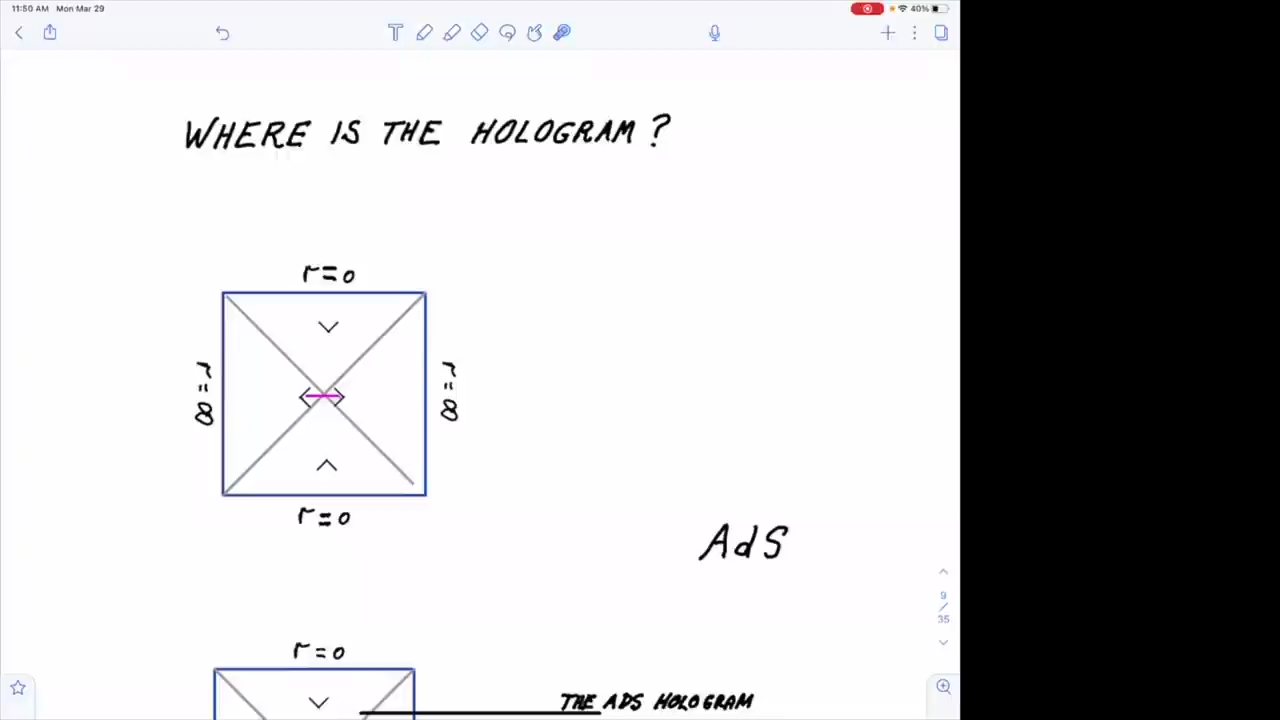 11:50 AM Mon Mar 29
40%
WHERE IS THE HOLOGRAM?
r=0
r=∞
r=∞
r=0
AdS
9
/
35
r=0
THE ADS HOLOGRAM